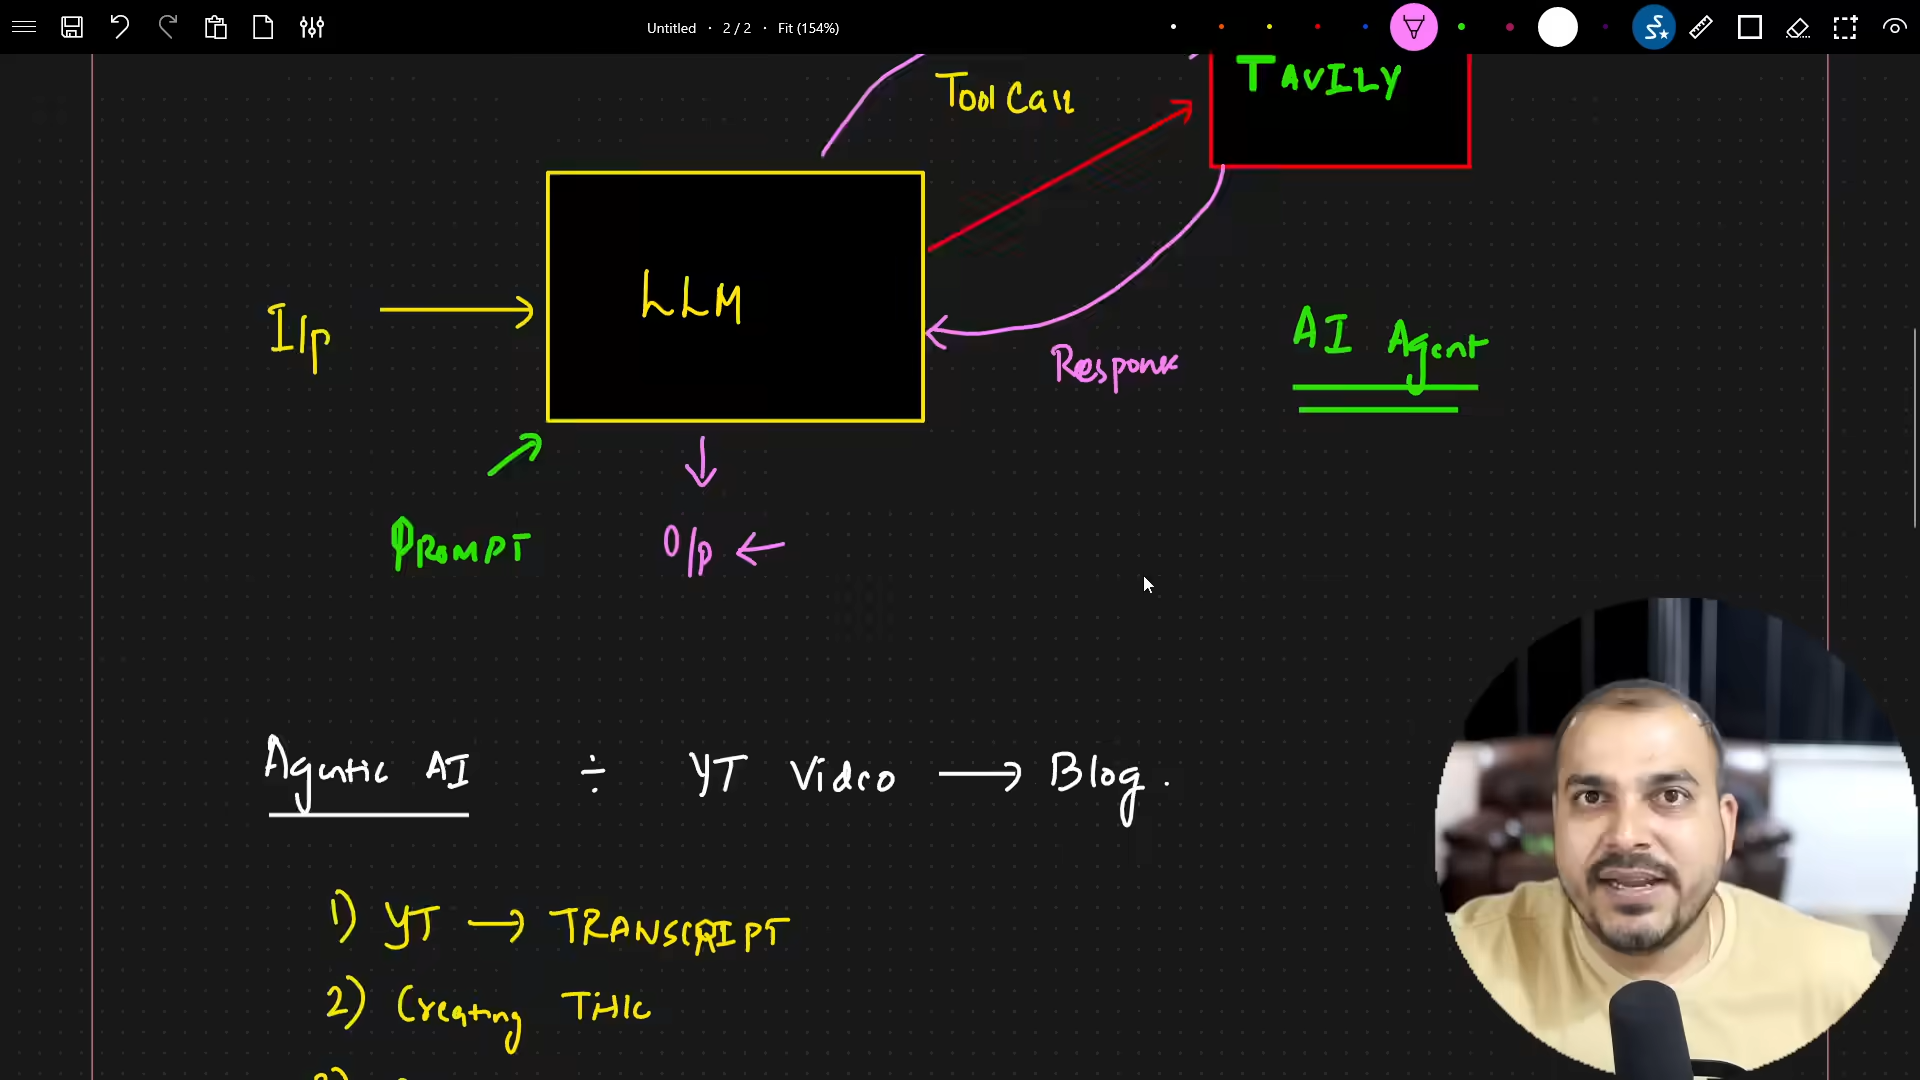 Untitled · 2 / 2 · Fit (154%)
TAVILY
Tool Call
LLM
I/p
AI Agent
Response
PROMPT
O/p
Agentic AI ÷ YT Video → Blog.
1) YT → TRANSCRIPT
2) Creating Title